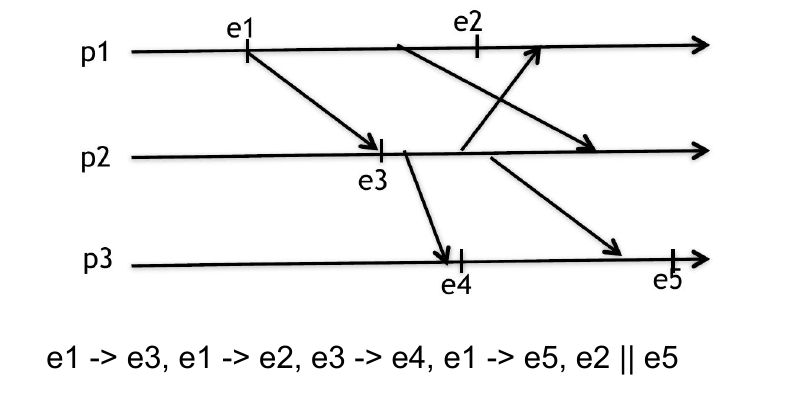 e1
e2
p1
p2
e3
p3
e4
e5
e1 -> e3, e1 -> e2, e3 -> e4, e1 -> e5, e2 || e5